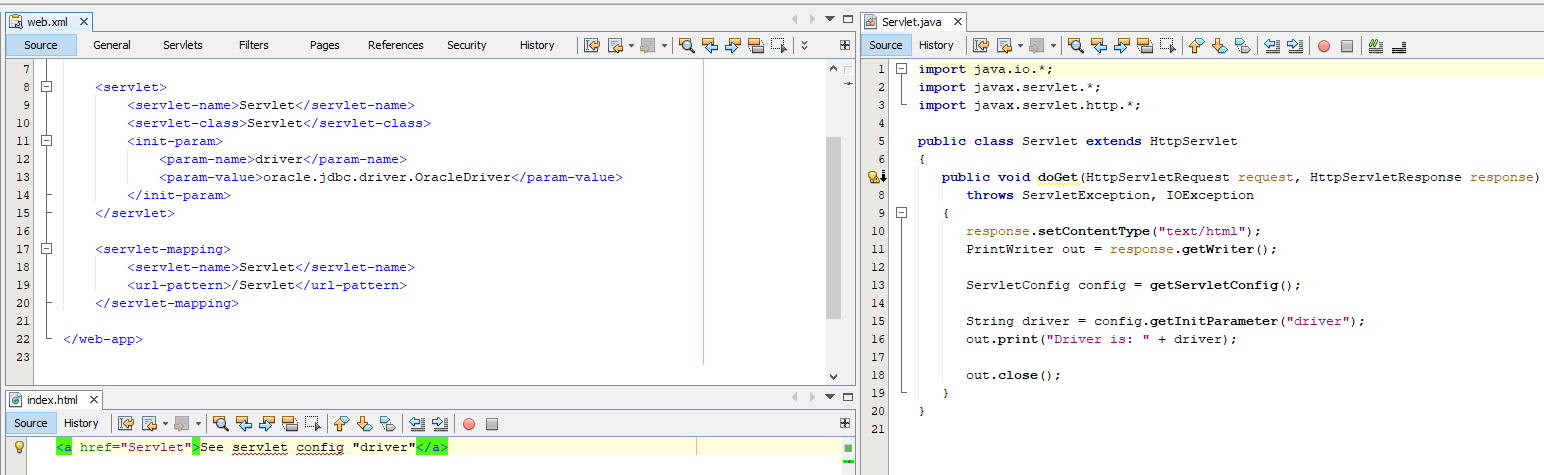 web.xml
Source General Servlets Filters Pages References Security History
7
8 <servlet>
9 <servlet-name>Servlet</servlet-name>
10 <servlet-class>Servlet</servlet-class>
11 <init-param>
12 <param-name>driver</param-name>
13 <param-value>oracle.jdbc.driver.OracleDriver</param-value>
14 </init-param>
15 </servlet>
16
17 <servlet-mapping>
18 <servlet-name>Servlet</servlet-name>
19 <url-pattern>/Servlet</url-pattern>
20 </servlet-mapping>
21
22 </web-app>
23
index.html
Source History
<a href="Servlet">See servlet config "driver"</a>
Servlet.java
Source History
1 import java.io.*;
2 import javax.servlet.*;
3 import javax.servlet.http.*;
4
5 public class Servlet extends HttpServlet
6 {
public void doGet(HttpServletRequest request, HttpServletResponse response)
8 throws ServletException, IOException
9 {
10 response.setContentType("text/html");
11 PrintWriter out = response.getWriter();
12
13 ServletConfig config = getServletConfig();
14
15 String driver = config.getInitParameter("driver");
16 out.print("Driver is: " + driver);
17
18 out.close();
19 }
20 }
21